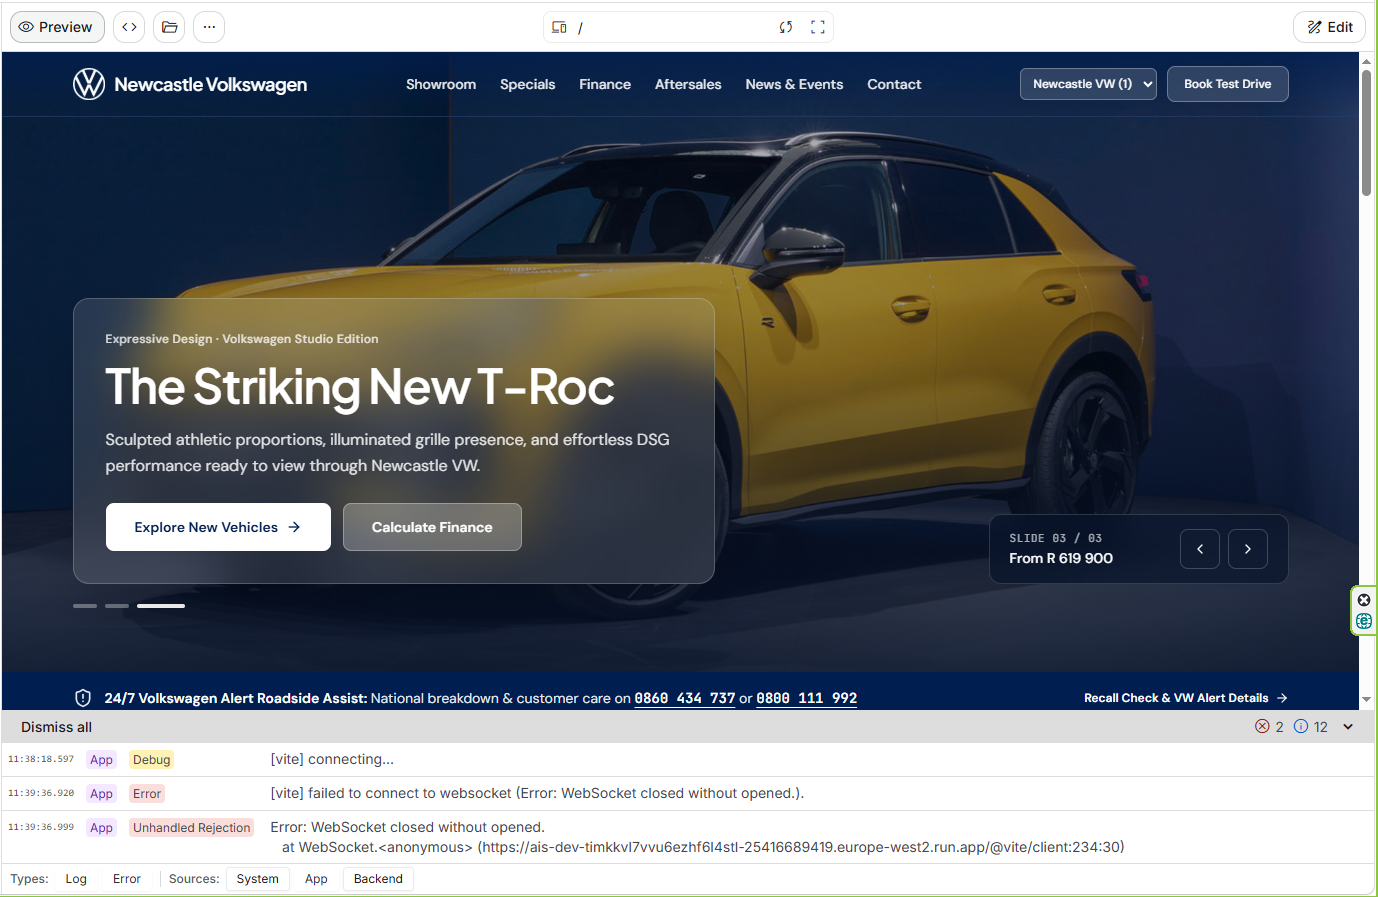 Preview
/
Edit
Newcastle Volkswagen
Showroom Specials Finance Aftersales News & Events Contact
Newcastle VW (1)
Book Test Drive
Expressive Design · Volkswagen Studio Edition
The Striking New T-Roc
Sculpted athletic proportions, illuminated grille presence, and effortless DSG
performance ready to view through Newcastle VW.
Explore New Vehicles →
Calculate Finance
SLIDE 03 / 03
From R 619 900
24/7 Volkswagen Alert Roadside Assist: National breakdown & customer care on 0860 434 737 or 0800 111 992
Recall Check & VW Alert Details →
Dismiss all
2 12
11:38:18.597 App Debug [vite] connecting...
11:39:36.920 App Error [vite] failed to connect to websocket (Error: WebSocket closed without opened.).
11:39:36.999 App Unhandled Rejection Error: WebSocket closed without opened.
at WebSocket.<anonymous> (https://ais-dev-timkkvl7vvu6ezhf6l4stl-25416689419.europe-west2.run.app/@vite/client:234:30)
Types: Log Error Sources: System App Backend